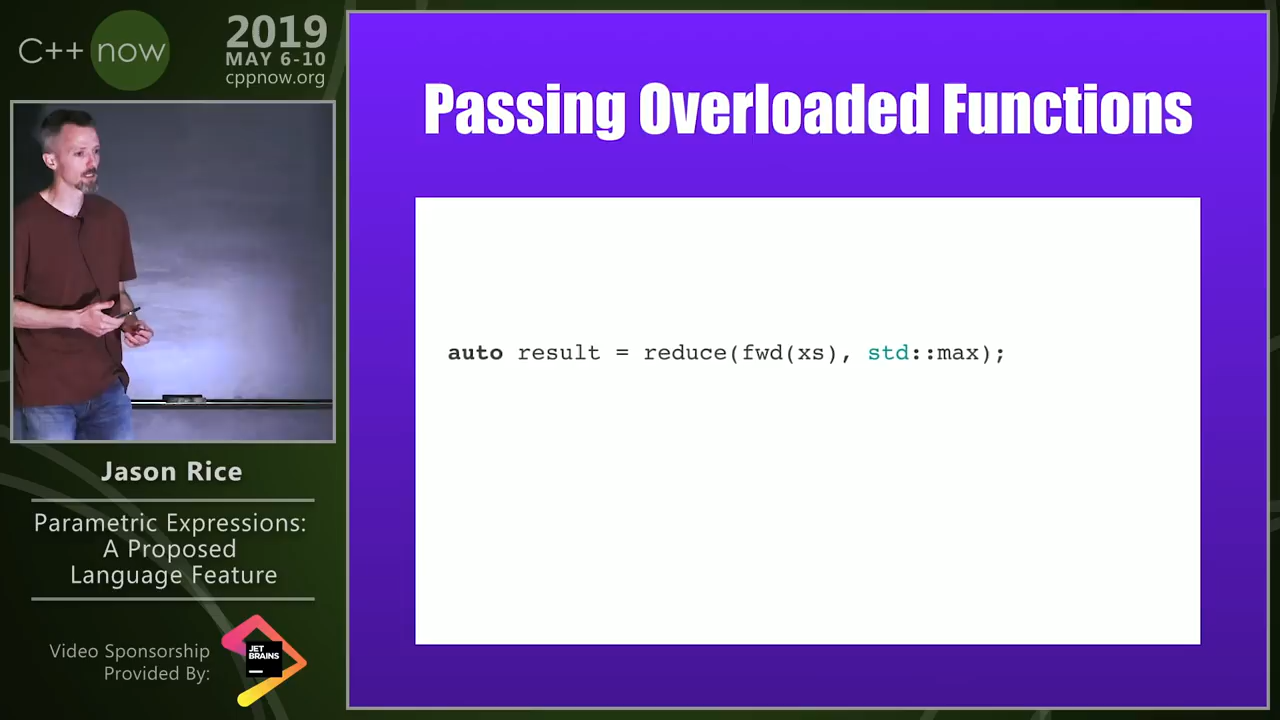 C++ now
2019
MAY 6-10
cppnow.org
Passing Overloaded Functions
auto result = reduce(fwd(xs), std::max);
Jason Rice
Parametric Expressions:
A Proposed
Language Feature
Video Sponsorship
Provided By:
JET
BRAINS